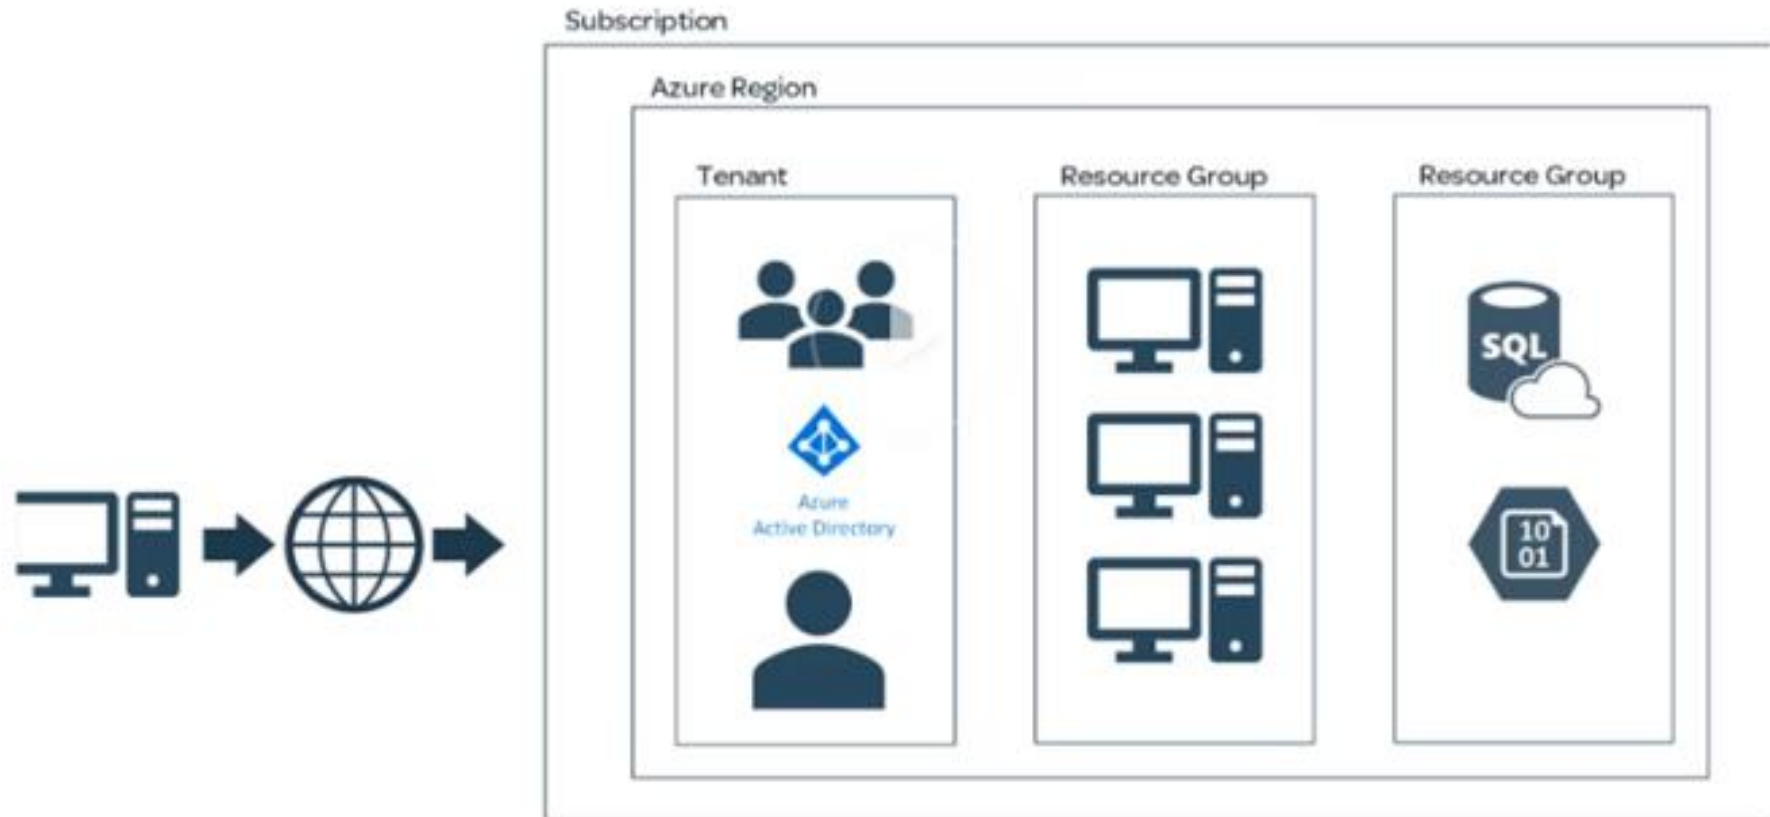 Subscription
Azure Region
Tenant
Resource Group
Resource Group
Azure
Active Directory
SQL
10
01